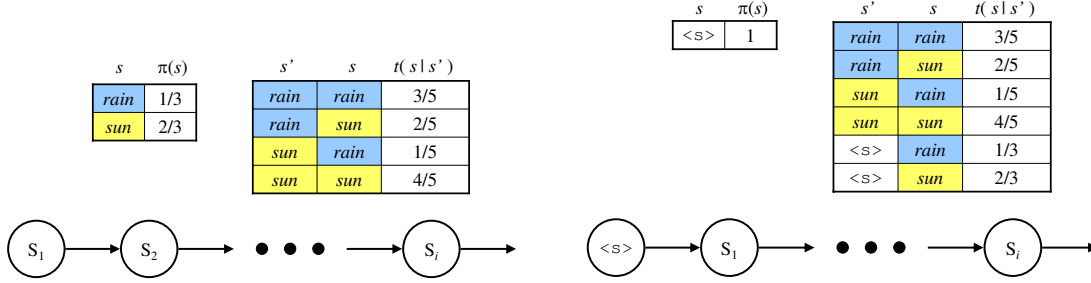 s π(s)
rain 1/3
sun 2/3
s' s t( s | s' )
rain rain 3/5
rain sun 2/5
sun rain 1/5
sun sun 4/5
S1 S2 ● ● ● Si
s π(s)
<s> 1
s' s t( s | s' )
rain rain 3/5
rain sun 2/5
sun rain 1/5
sun sun 4/5
<s> rain 1/3
<s> sun 2/3
<s> S1 ● ● ● Si